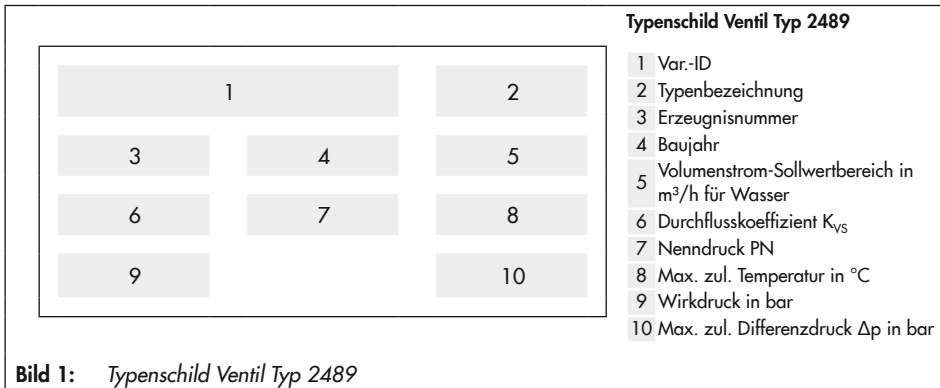 Typenschild Ventil Typ 2489
1 2
3 4 5
6 7 8
9 10
1 Var.-ID
2 Typenbezeichnung
3 Erzeugnisnummer
4 Baujahr
5 Volumenstrom-Sollwertbereich in
m³/h für Wasser
6 Durchflusskoeffizient KVS
7 Nenndruck PN
8 Max. zul. Temperatur in °C
9 Wirkdruck in bar
10 Max. zul. Differenzdruck Δp in bar
Bild 1: Typenschild Ventil Typ 2489